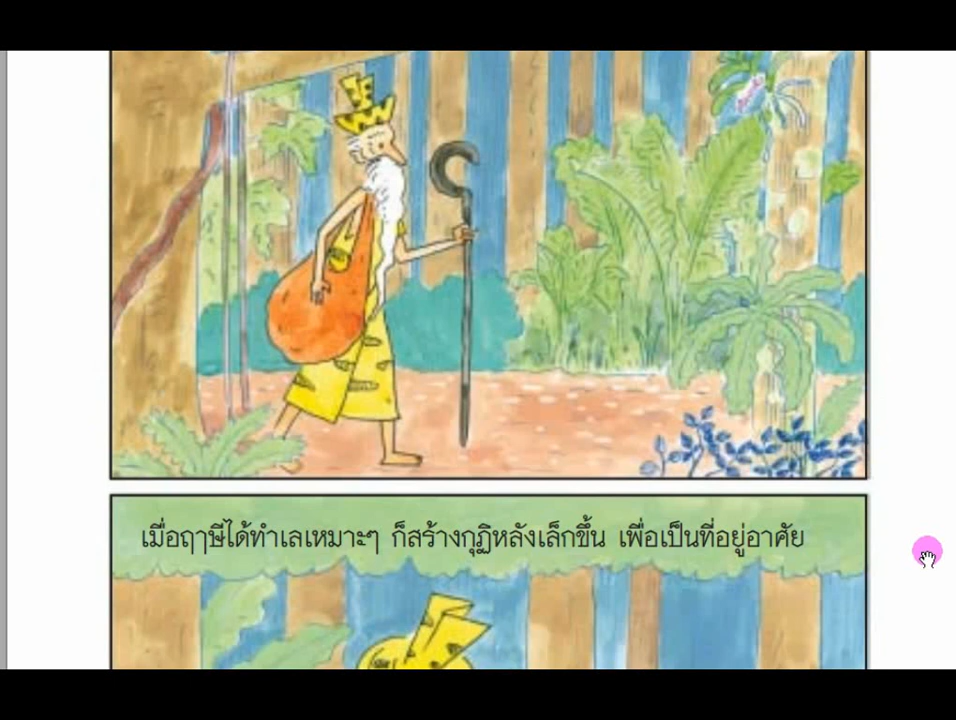 เมื่อฤๅษีได้ทำเลเหมาะๆ ก็สร้างกุฏิหลังเล็กขึ้น เพื่อเป็นที่อยู่อาศัย